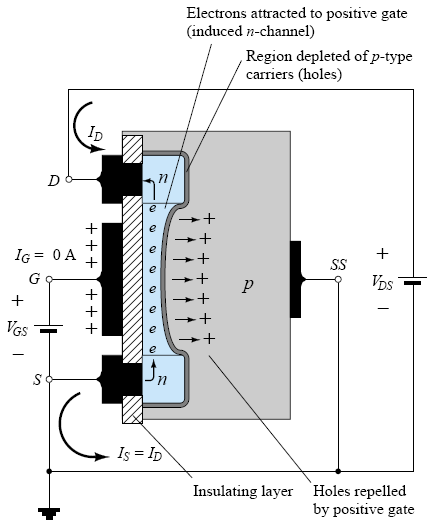 Electrons attracted to positive gate
(induced n-channel)
Region depleted of p-type
carriers (holes)
I_D
D
n
e
e
e
e
e
e
e
e
+
+
+
+
+
+
+
+
+
+
+
+
+
I_G = 0 A
G
p
SS
+
V_DS
−
+
V_GS
−
S
n
I_S = I_D
Insulating layer
Holes repelled
by positive gate